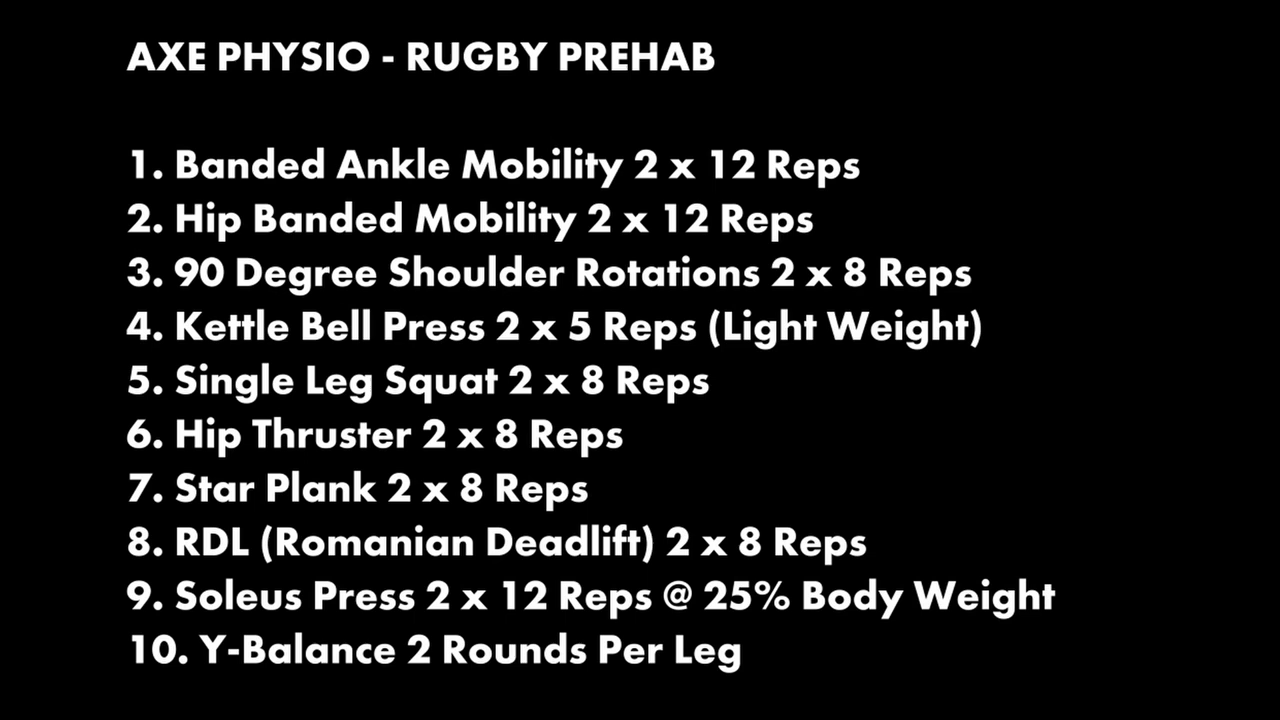 AXE PHYSIO - RUGBY PREHAB
1. Banded Ankle Mobility 2 x 12 Reps
2. Hip Banded Mobility 2 x 12 Reps
3. 90 Degree Shoulder Rotations 2 x 8 Reps
4. Kettle Bell Press 2 x 5 Reps (Light Weight)
5. Single Leg Squat 2 x 8 Reps
6. Hip Thruster 2 x 8 Reps
7. Star Plank 2 x 8 Reps
8. RDL (Romanian Deadlift) 2 x 8 Reps
9. Soleus Press 2 x 12 Reps @ 25% Body Weight
10. Y-Balance 2 Rounds Per Leg